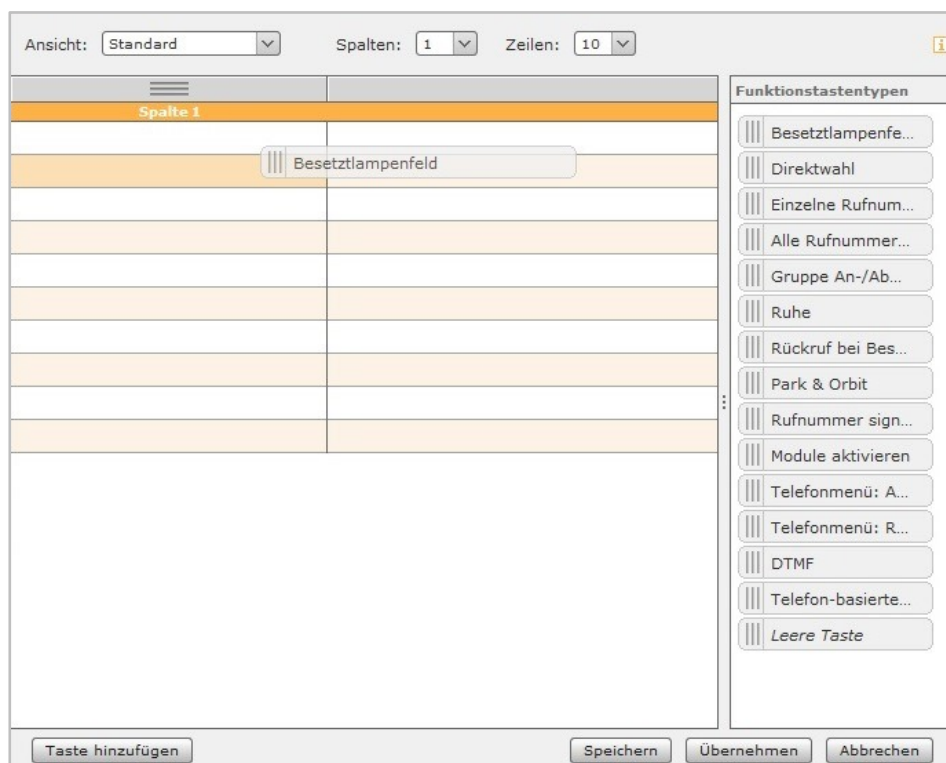 Ansicht: Standard Spalten: 1 Zeilen: 10
Funktionstastentypen
Spalte 1
Besetztlampenfeld
Besetztlampenfe...
Direktwahl
Einzelne Rufnum...
Alle Rufnummer...
Gruppe An-/Ab...
Ruhe
Rückruf bei Bes...
Park & Orbit
Rufnummer sign...
Module aktivieren
Telefonmenü: A...
Telefonmenü: R...
DTMF
Telefon-basierte...
Leere Taste
Taste hinzufügen Speichern Übernehmen Abbrechen